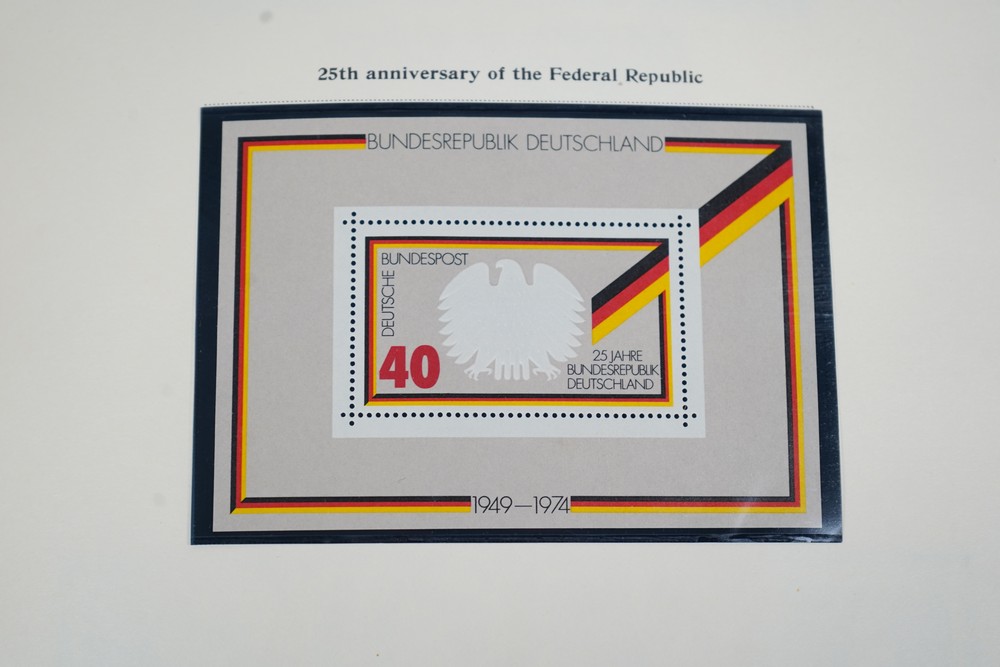 25th anniversary of the Federal Republic
BUNDESREPUBLIK DEUTSCHLAND
DEUTSCHE
BUNDESPOST
40
25 JAHRE
BUNDESREPUBLIK
DEUTSCHLAND
1949—1974